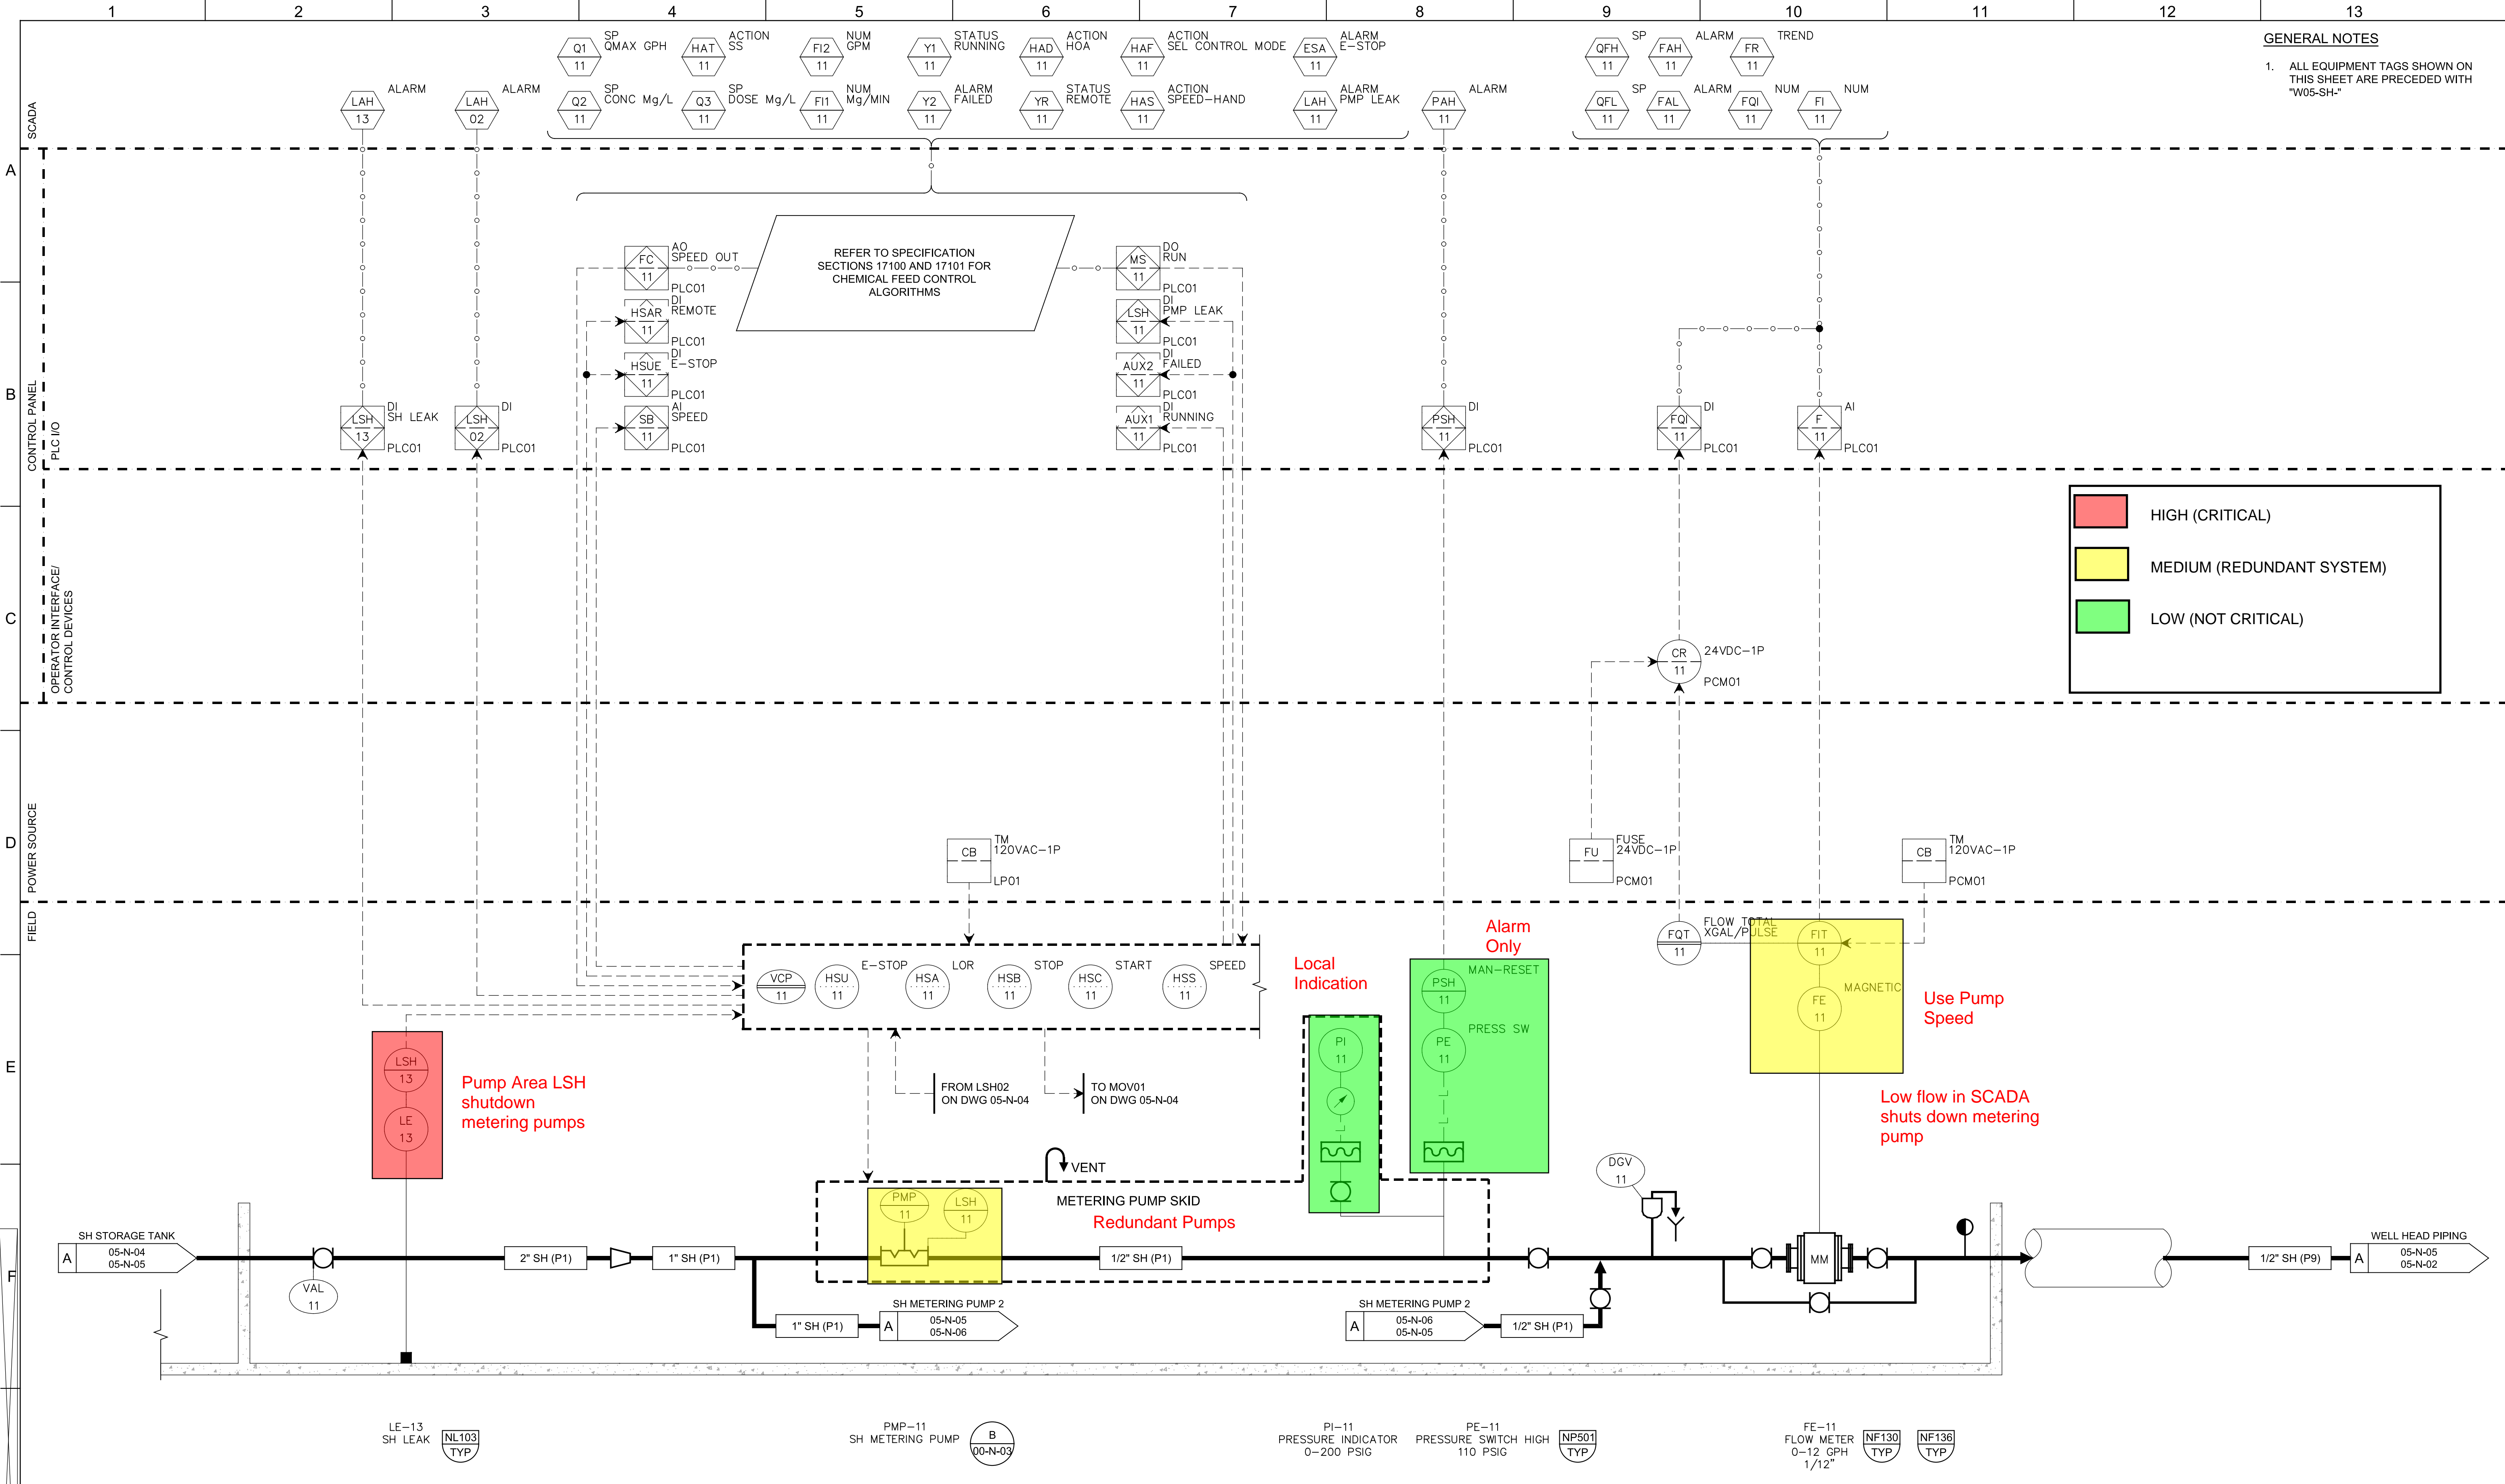 1 2 3 4 5 6 7 8 9 10 11 12 13
GENERAL NOTES
1. ALL EQUIPMENT TAGS SHOWN ON
THIS SHEET ARE PRECEDED WITH
"W05-SH-"
SCADA
LAH 13 ALARM
LAH 02 ALARM
Q1 11 SP QMAX GPH
HAT 11 ACTION SS
FI2 11 NUM GPM
Y1 11 STATUS RUNNING
HAD 11 ACTION HOA
HAF 11 ACTION SEL CONTROL MODE
ESA 11 ALARM E-STOP
Q2 11 SP CONC Mg/L
Q3 11 SP DOSE Mg/L
FI1 11 NUM Mg/MIN
Y2 11 ALARM FAILED
YR 11 STATUS REMOTE
HAS 11 ACTION SPEED-HAND
LAH 11 ALARM PMP LEAK
PAH 11 ALARM
QFH 11 SP
FAH 11 ALARM
FR 11 TREND
QFL 11 SP
FAL 11 ALARM
FQI 11 NUM
FI 11 NUM
A
B
C
D
E
F
CONTROL PANEL
PLC I/O
FC 11 AO SPEED OUT PLC01
HSAR 11 DI REMOTE PLC01
HSUE 11 DI E-STOP PLC01
SB 11 AI SPEED PLC01
REFER TO SPECIFICATION
SECTIONS 17100 AND 17101 FOR
CHEMICAL FEED CONTROL
ALGORITHMS
MS 11 DO RUN PLC01
LSH 11 DI PMP LEAK PLC01
AUX2 11 DI FAILED PLC01
AUX1 11 DI RUNNING PLC01
LSH 13 DI SH LEAK PLC01
LSH 02 DI PLC01
PSH 11 DI PLC01
FQI 11 DI PLC01
F 11 AI PLC01
HIGH (CRITICAL)
MEDIUM (REDUNDANT SYSTEM)
LOW (NOT CRITICAL)
OPERATOR INTERFACE/
CONTROL DEVICES
CR 11 24VDC-1P PCM01
POWER SOURCE
CB TM 120VAC-1P LP01
FU FUSE 24VDC-1P PCM01
CB TM 120VAC-1P PCM01
FIELD
VCP 11
HSU 11 E-STOP
HSA 11 LOR
HSB 11 STOP
HSC 11 START
HSS 11 SPEED
Local
Indication
Alarm
Only
PSH 11 MAN-RESET
PE 11 PRESS SW
PI 11
FQT 11 FLOW TOTAL XGAL/PULSE
FIT 11
FE 11 MAGNETIC
Use Pump
Speed
Low flow in SCADA
shuts down metering
pump
LSH 13
LE 13
Pump Area LSH
shutdown
metering pumps
FROM LSH02
ON DWG 05-N-04
TO MOV01
ON DWG 05-N-04
VENT
METERING PUMP SKID
Redundant Pumps
PMP 11
LSH 11
DGV 11
L
L
L
SH STORAGE TANK
A 05-N-04
05-N-05
VAL 11
2" SH (P1)
1" SH (P1)
1/2" SH (P1)
MM
1/2" SH (P9)
WELL HEAD PIPING
A 05-N-05
05-N-02
1" SH (P1)
SH METERING PUMP 2
A 05-N-05
05-N-06
SH METERING PUMP 2
A 05-N-06
05-N-05
1/2" SH (P1)
LE-13
SH LEAK
NL103 TYP
PMP-11
SH METERING PUMP
B 00-N-03
PI-11
PRESSURE INDICATOR
0-200 PSIG
PE-11
PRESSURE SWITCH HIGH
110 PSIG
NP501 TYP
FE-11
FLOW METER
0-12 GPH
1/12"
NF130 TYP
NF136 TYP